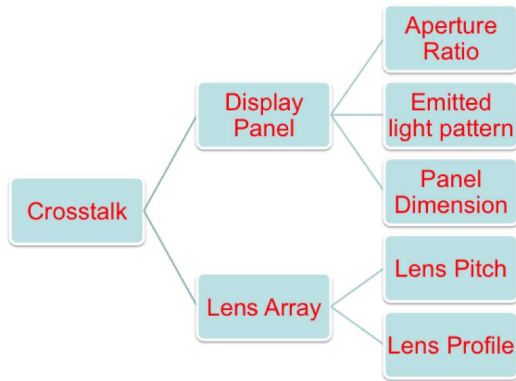 Crosstalk
Display
Panel
Aperture
Ratio
Emitted
light pattern
Panel
Dimension
Lens Array
Lens Pitch
Lens Profile